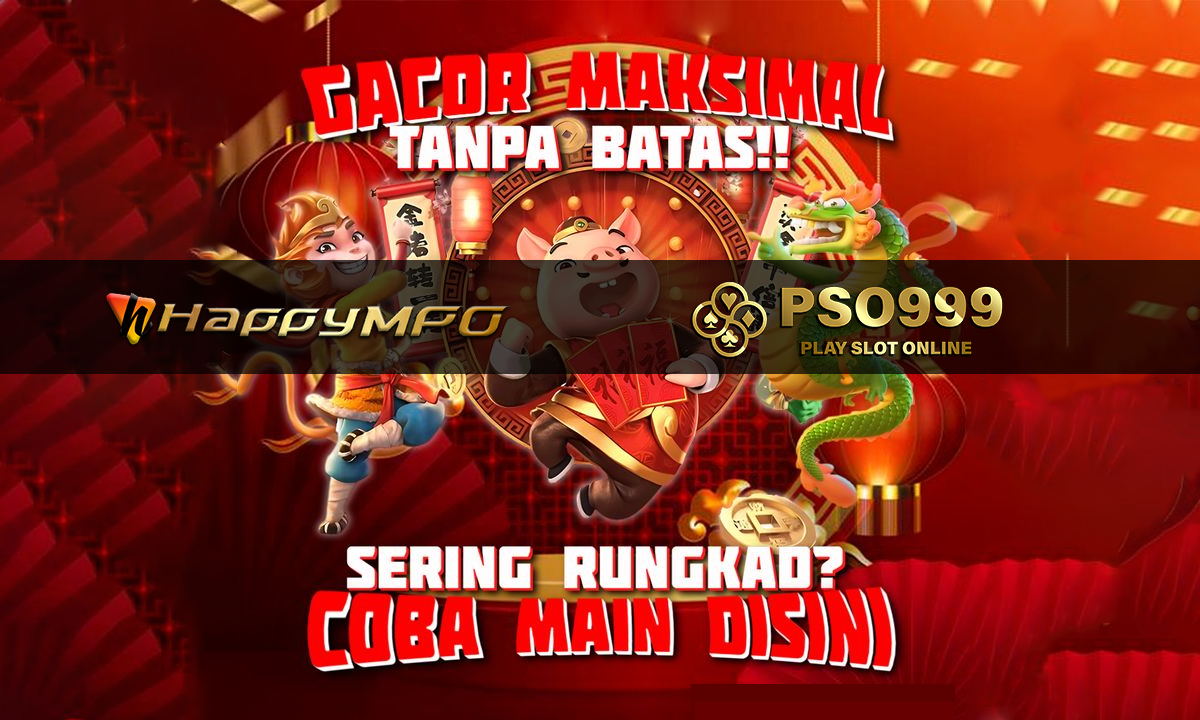 GACOR MAKSIMAL
TANPA BATAS!!
HAPPYMPO
PSO999
PLAY SLOT ONLINE
SERING RUNGKAD?
COBA MAIN DISINI